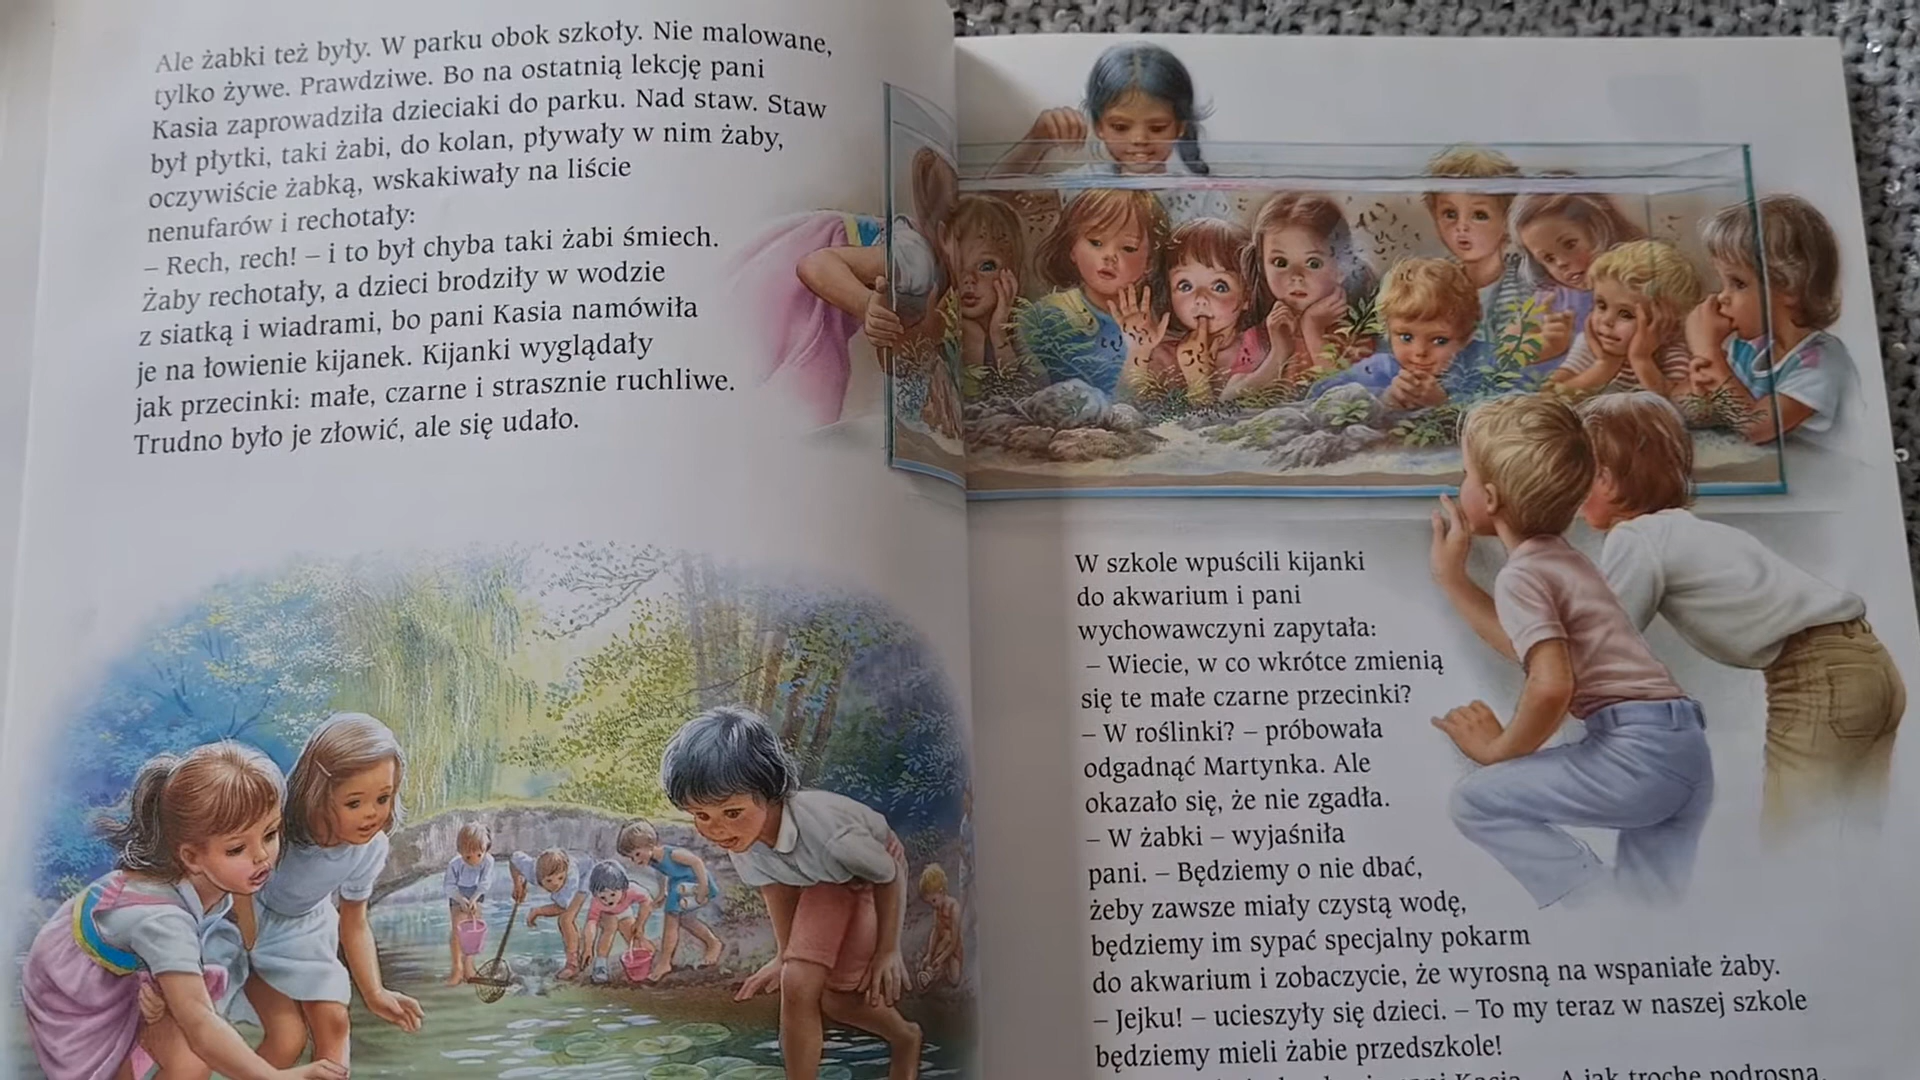 Ale żabki też były. W parku obok szkoły. Nie malowane,
tylko żywe. Prawdziwe. Bo na ostatnią lekcję pani
Kasia zaprowadziła dzieciaki do parku. Nad staw. Staw
był płytki, taki żabi, do kolan, pływały w nim żaby,
oczywiście żabką, wskakiwały na liście
nenufarów i rechotały:
– Rech, rech! – i to był chyba taki żabi śmiech.
Żaby rechotały, a dzieci brodziły w wodzie
z siatką i wiadrami, bo pani Kasia namówiła
je na łowienie kijanek. Kijanki wyglądały
jak przecinki: małe, czarne i strasznie ruchliwe.
Trudno było je złowić, ale się udało.
W szkole wpuścili kijanki
do akwarium i pani
wychowawczyni zapytała:
– Wiecie, w co wkrótce zmienią
się te małe czarne przecinki?
– W roślinki? – próbowała
odgadnąć Martynka. Ale
okazało się, że nie zgadła.
– W żabki – wyjaśniła
pani. – Będziemy o nie dbać,
żeby zawsze miały czystą wodę,
będziemy im sypać specjalny pokarm
do akwarium i zobaczycie, że wyrosną na wspaniałe żaby.
– Jejku! – ucieszyły się dzieci. – To my teraz w naszej szkole
będziemy mieli żabie przedszkole!
Kasia. – A jak trochę podrosną,